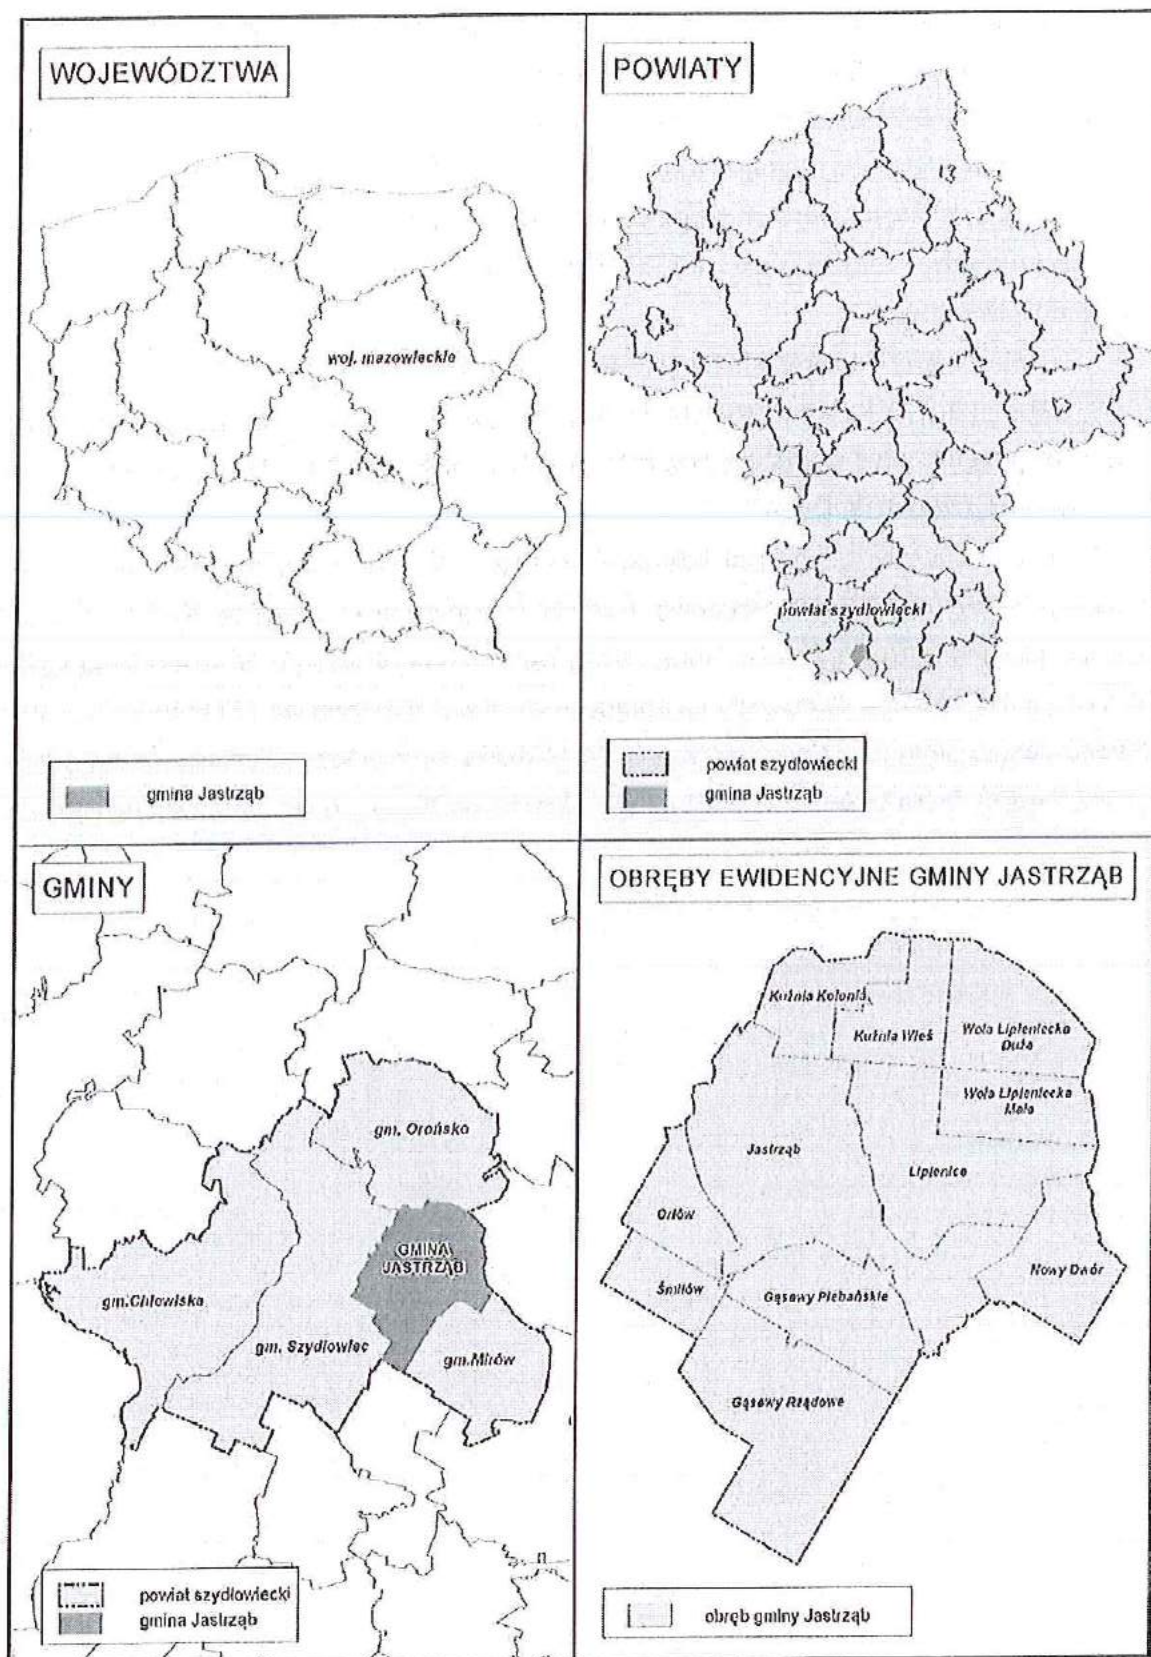 WOJEWÓDZTWA
woj. mazowieckie
gmina Jastrząb
POWIATY
powiat szydłowiecki
powiat szydłowiecki
gmina Jastrząb
GMINY
gm. Orońsko
GMINA
JASTRZĄB
gm.Chlewiska
gm. Szydłowiec
gm.Mirów
powiat szydłowiecki
gmina Jastrząb
OBRĘBY EWIDENCYJNE GMINY JASTRZĄB
Kuźnia Kolonia
Kuźnia Wieś
Wola Lipieniecka
Duża
Wola Lipieniecka
Mała
Jastrząb
Lipienice
Orłów
Nowy Dwór
Śmiłów
Gąsawy Plebańskie
Gąsawy Rządowe
obręb gminy Jastrząb